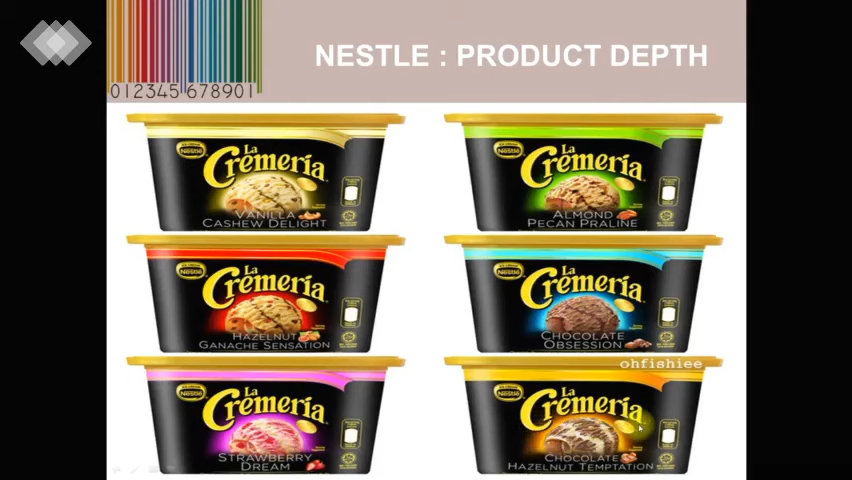 NESTLE : PRODUCT DEPTH
012345 678901
Nestlé
La
Cremeria
VANILLA
CASHEW DELIGHT
Nestlé
La
Cremeria
ALMOND
PECAN PRALINE
Nestlé
La
Cremeria
HAZELNUT
GANACHE SENSATION
Nestlé
La
Cremeria
CHOCOLATE
OBSESSION
ohfishiee
Nestlé
La
Cremeria
STRAWBERRY
DREAM
Nestlé
La
Cremeria
CHOCOLATE
HAZELNUT TEMPTATION